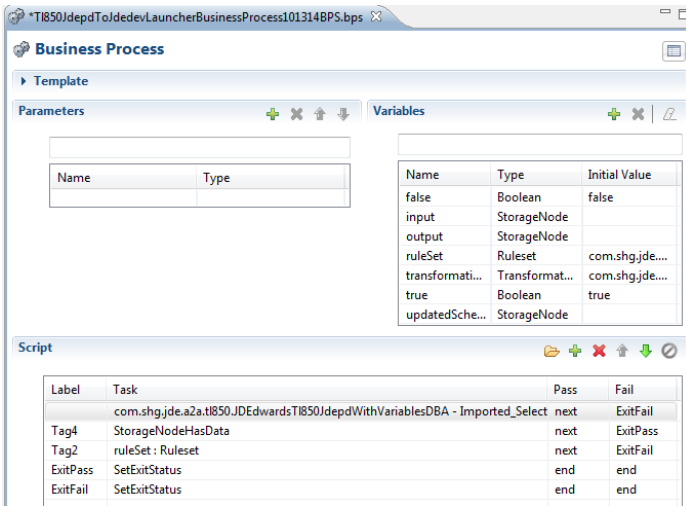 *TI850JdepdToJdedevLauncherBusinessProcess101314BPS.bps
Business Process
Template
Parameters
Variables
Name Type
Name Type Initial Value
false Boolean false
input StorageNode
output StorageNode
ruleSet Ruleset com.shg.jde....
transformati... Transformat... com.shg.jde....
true Boolean true
updatedSche... StorageNode
Script
Label Task Pass Fail
com.shg.jde.a2a.tl850.JDEdwardsTl850JdepdWithVariablesDBA - Imported_Select next ExitFail
Tag4 StorageNodeHasData next ExitPass
Tag2 ruleSet : Ruleset next ExitFail
ExitPass SetExitStatus end end
ExitFail SetExitStatus end end